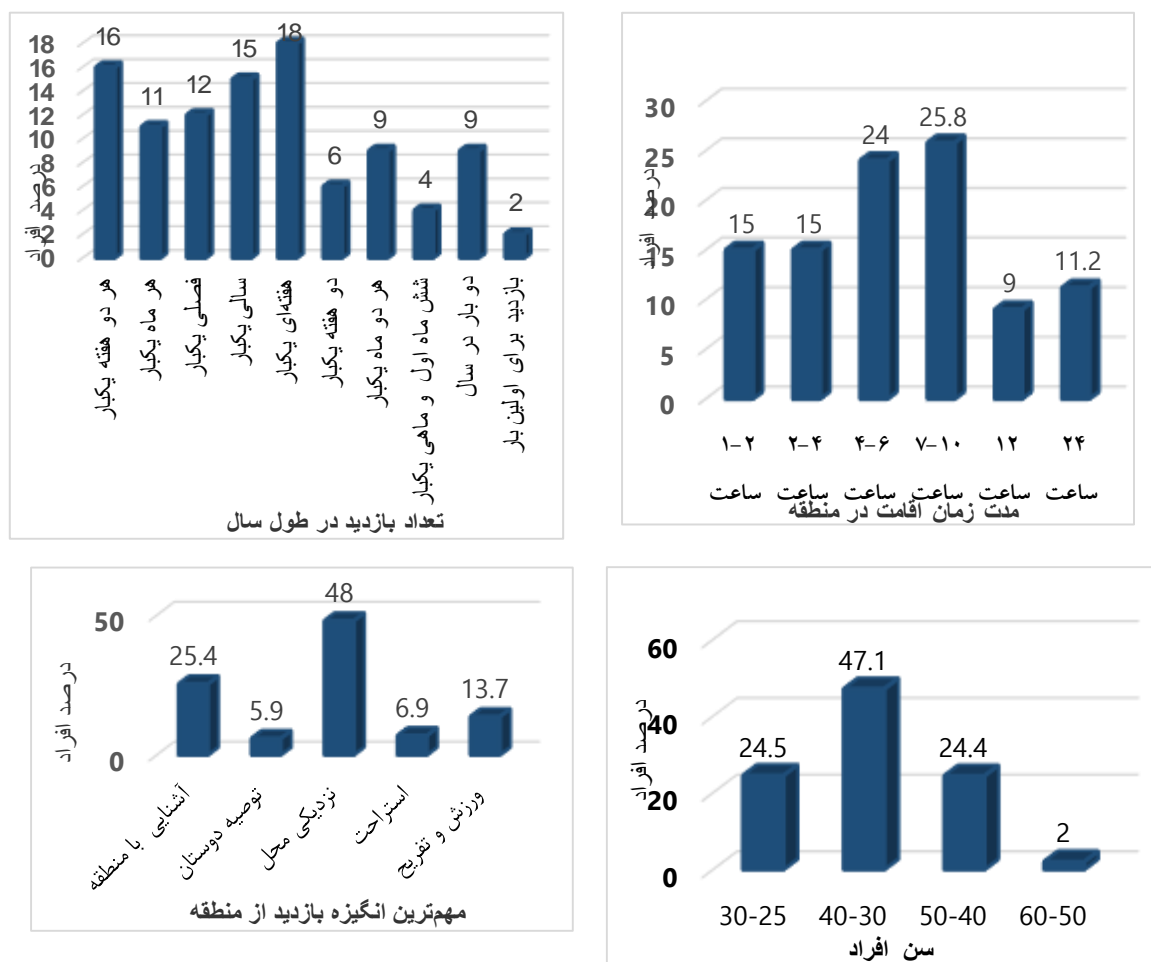 18
16
14
12
10
8
6
4
2
0
درصد افراد
16
11
12
15
18
6
9
4
9
2
هر دو هفته یکبار
هر ماه یکبار
فصلی یکبار
سالی یکبار
هفته‌ای یکبار
دو هفته یکبار
هر دو ماه یکبار
شش ماه اول و ماهی یکبار
دو بار در سال
بازدید برای اولین بار
تعداد بازدید در طول سال
30
25
20
15
10
5
0
درصد افراد
15
15
24
25.8
9
11.2
۱-۲ ساعت
۲-۴ ساعت
۴-۶ ساعت
۷-۱۰ ساعت
۱۲ ساعت
۲۴ ساعت
مدت زمان اقامت در منطقه
50
0
درصد افراد
25.4
5.9
48
6.9
13.7
آشنایی با منطقه
توصیه دوستان
نزدیکی محل
استراحت
ورزش و تفریح
مهم‌ترین انگیزه بازدید از منطقه
60
40
20
0
درصد افراد
24.5
47.1
24.4
2
30-25
40-30
50-40
60-50
سن افراد